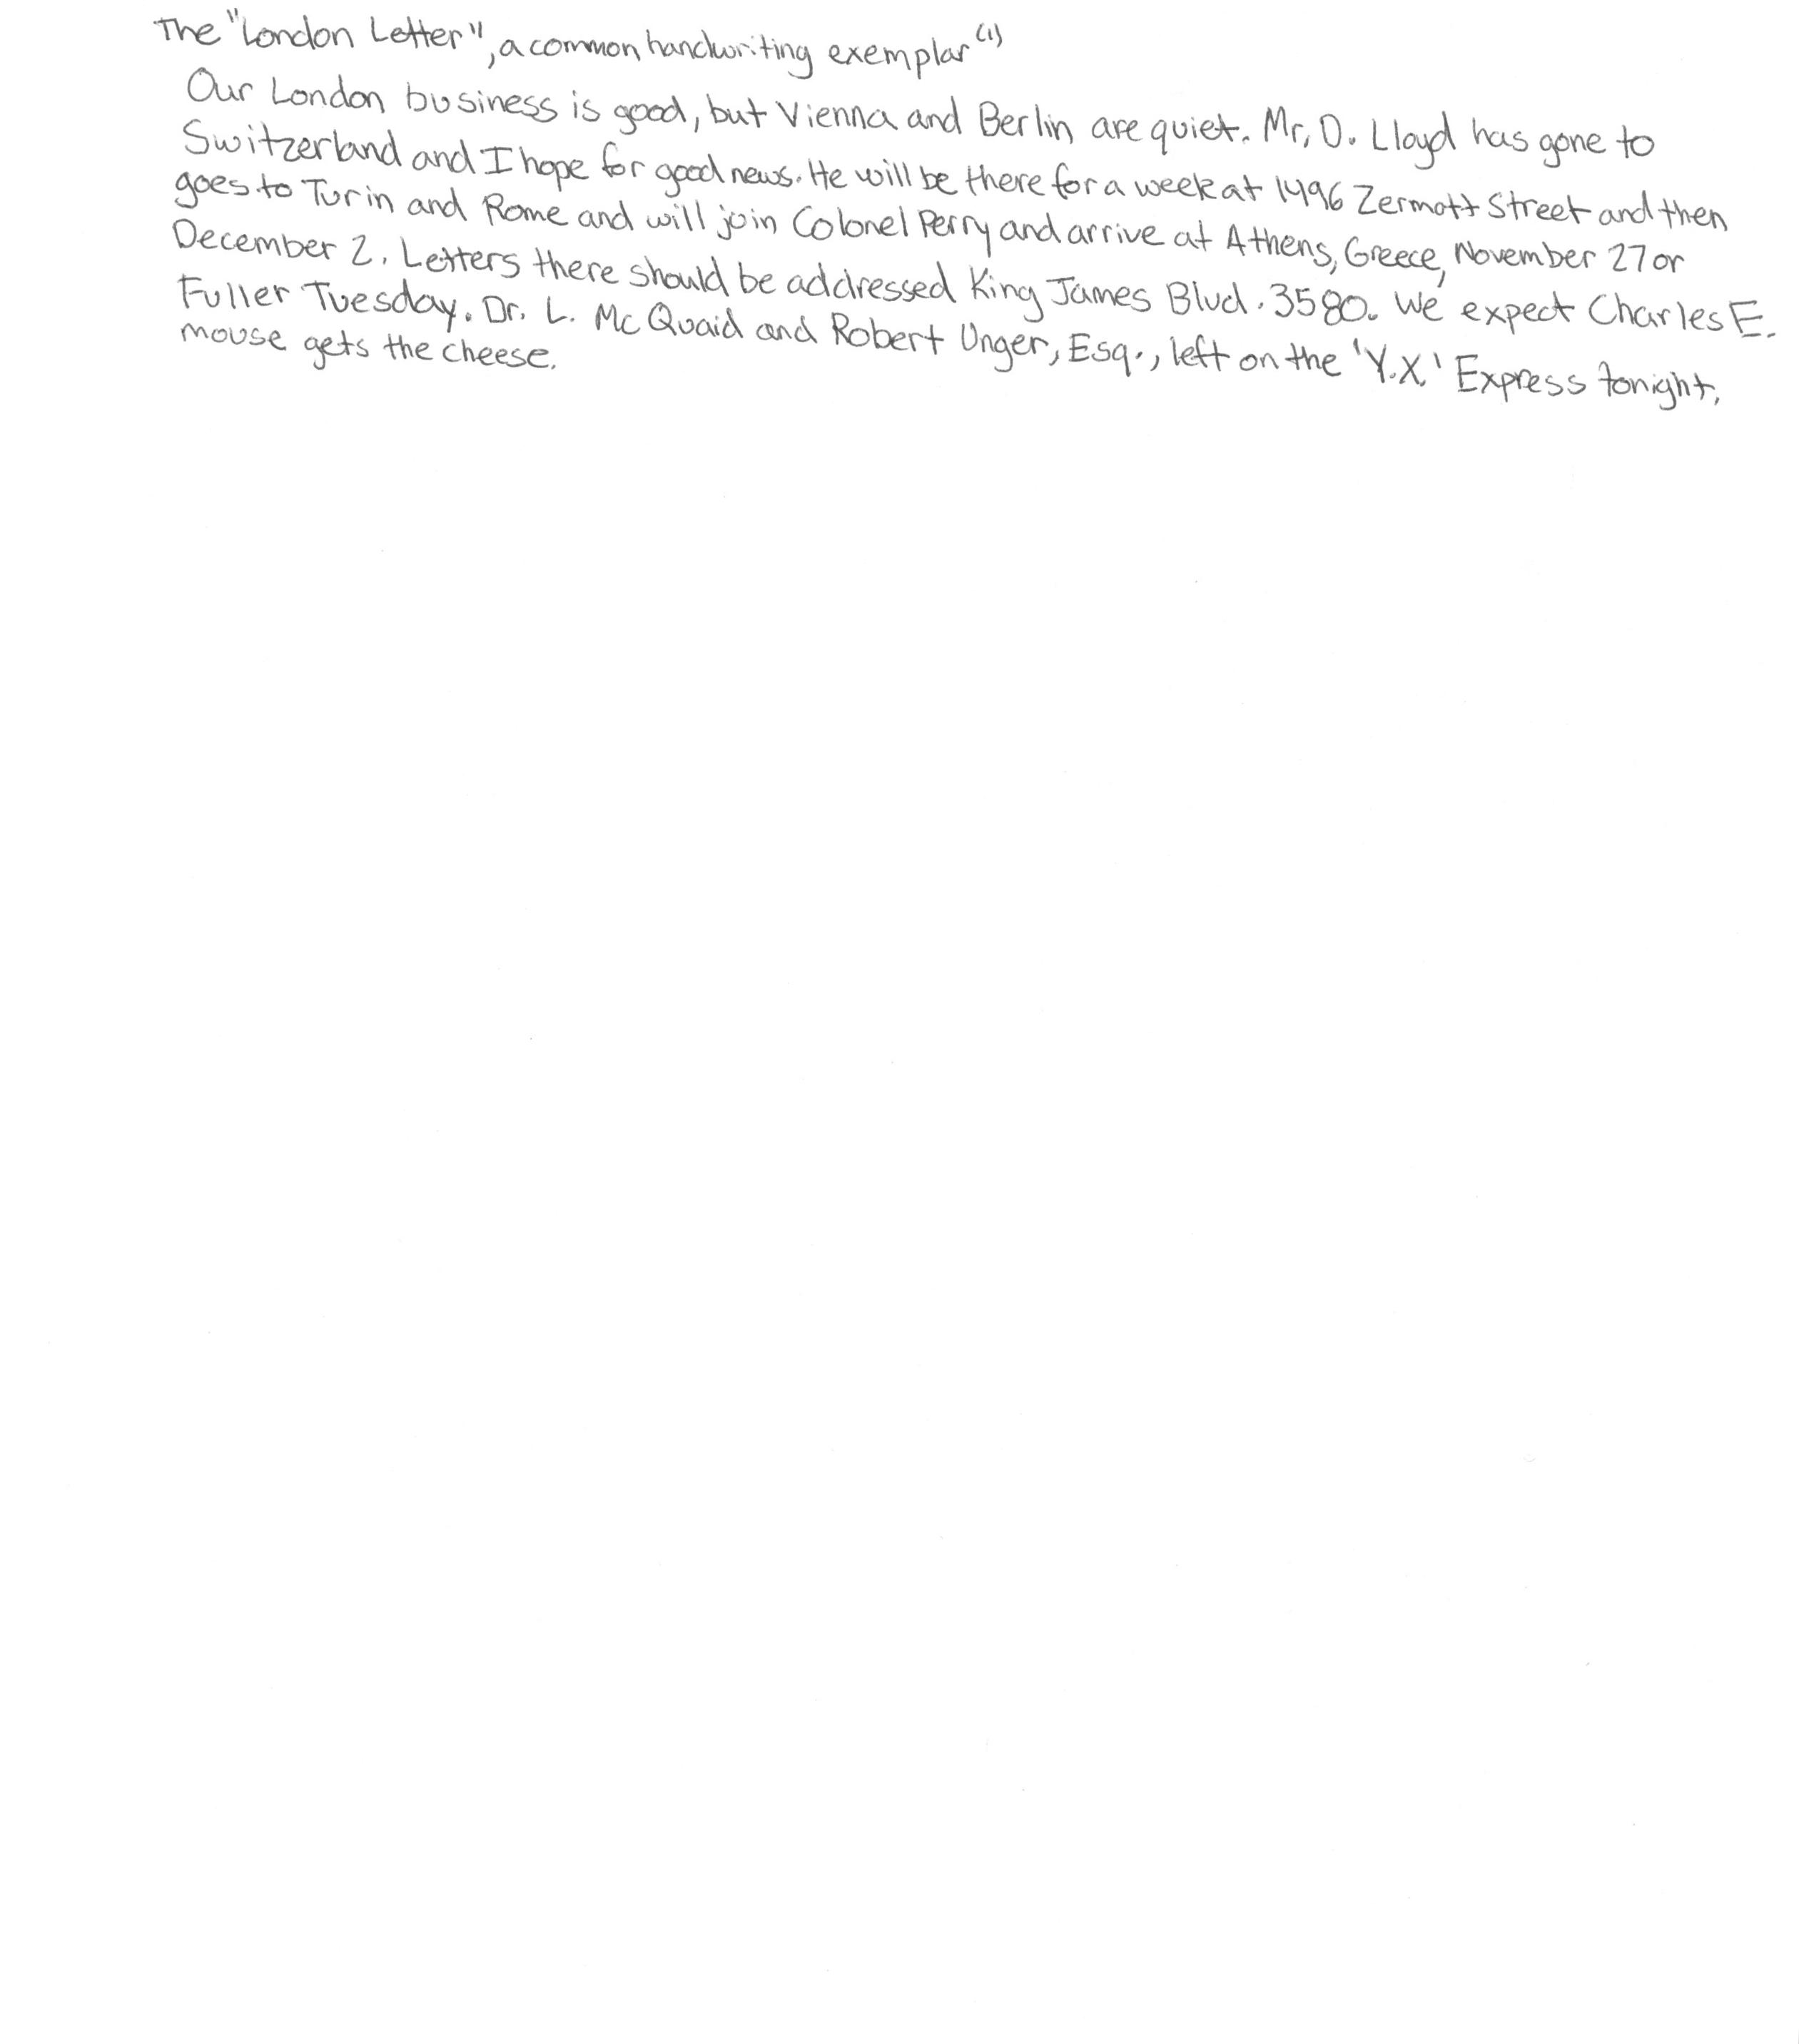 The "London Letter", a common handwriting exemplar (1)
Our London business is good, but Vienna and Berlin are quiet. Mr. D. Lloyd has gone to
Switzerland and I hope for good news. He will be there for a week at 1496 Zermott Street and then
goes to Turin and Rome and will join Colonel Perry and arrive at Athens, Greece, November 27 or
December 2. Letters there should be addressed King James Blvd. 3580. We expect Charles E.
Fuller Tuesday. Dr. L. McQuaid and Robert Unger, Esq., left on the 'Y.X.' Express tonight,
mouse gets the cheese.